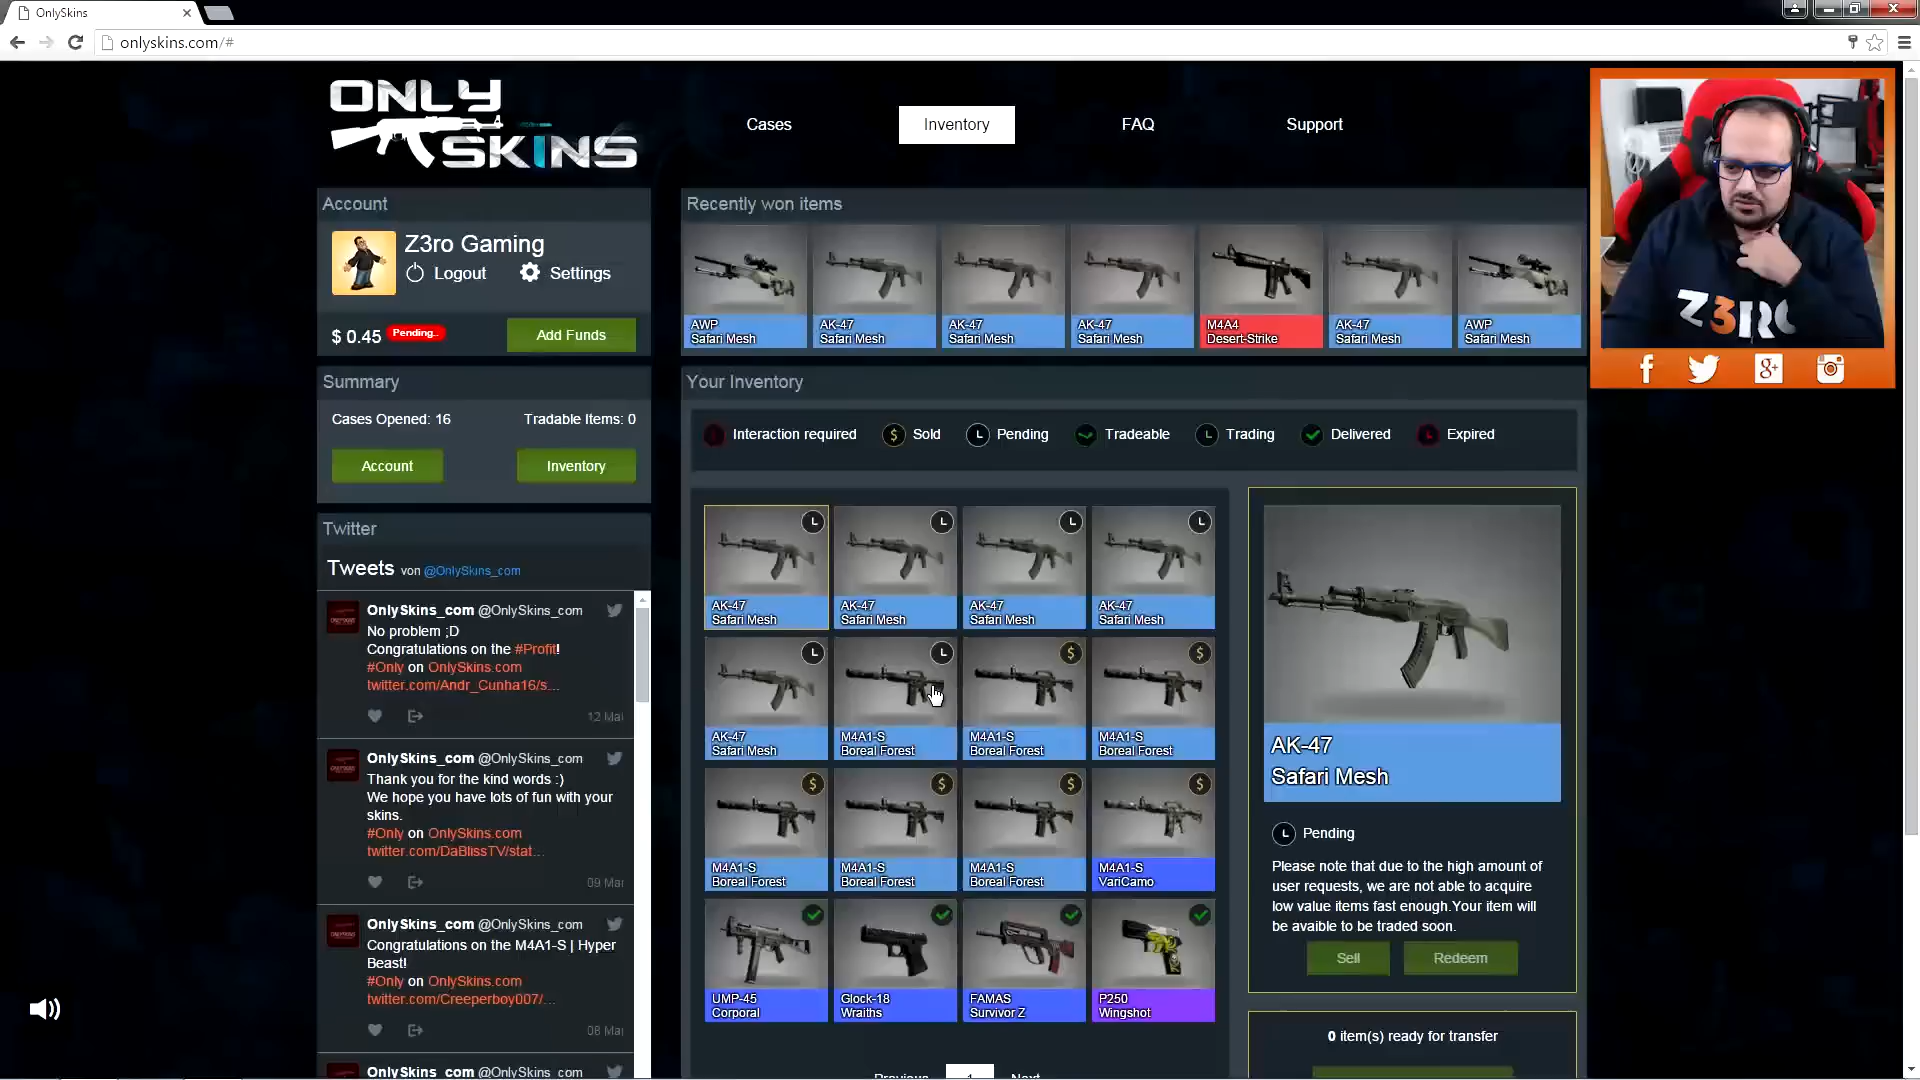 OnlySkins
onlyskins.com/#
ONLY
SKINS
Cases
Inventory
FAQ
Support
Account
Z3ro Gaming
Logout
Settings
$ 0.45
Pending..
Add Funds
Summary
Cases Opened: 16
Tradable Items: 0
Account
Inventory
Twitter
Tweets von @OnlySkins_com
OnlySkins_com @OnlySkins_com
No problem ;D
Congratulations on the #Profit!
#Only on OnlySkins.com
twitter.com/Andr_Cunha16/s...
12 Mai
OnlySkins_com @OnlySkins_com
Thank you for the kind words :)
We hope you have lots of fun with your
skins.
#Only on OnlySkins.com
twitter.com/DaBlissTV/stat...
09 Mai
OnlySkins_com @OnlySkins_com
Congratulations on the M4A1-S | Hyper
Beast!
#Only on OnlySkins.com
twitter.com/Creeperboy007/...
08 Mai
OnlySkins_com @OnlySkins_com
Recently won items
AWP
Safari Mesh
AK-47
Safari Mesh
AK-47
Safari Mesh
AK-47
Safari Mesh
M4A4
Desert-Strike
AK-47
Safari Mesh
AWP
Safari Mesh
Your Inventory
Interaction required
$ Sold
Pending
Tradeable
Trading
Delivered
Expired
AK-47
Safari Mesh
AK-47
Safari Mesh
AK-47
Safari Mesh
AK-47
Safari Mesh
AK-47
Safari Mesh
M4A1-S
Boreal Forest
$
M4A1-S
Boreal Forest
$
M4A1-S
Boreal Forest
$
M4A1-S
Boreal Forest
$
M4A1-S
Boreal Forest
$
M4A1-S
Boreal Forest
$
M4A1-S
VariCamo
UMP-45
Corporal
Glock-18
Wraiths
FAMAS
Survivor Z
P250
Wingshot
Previous
1
Next
AK-47
Safari Mesh
Pending
Please note that due to the high amount of
user requests, we are not able to acquire
low value items fast enough.Your item will
be avaible to be traded soon.
Sell
Redeem
0 item(s) ready for transfer
Z3RO
f
g+